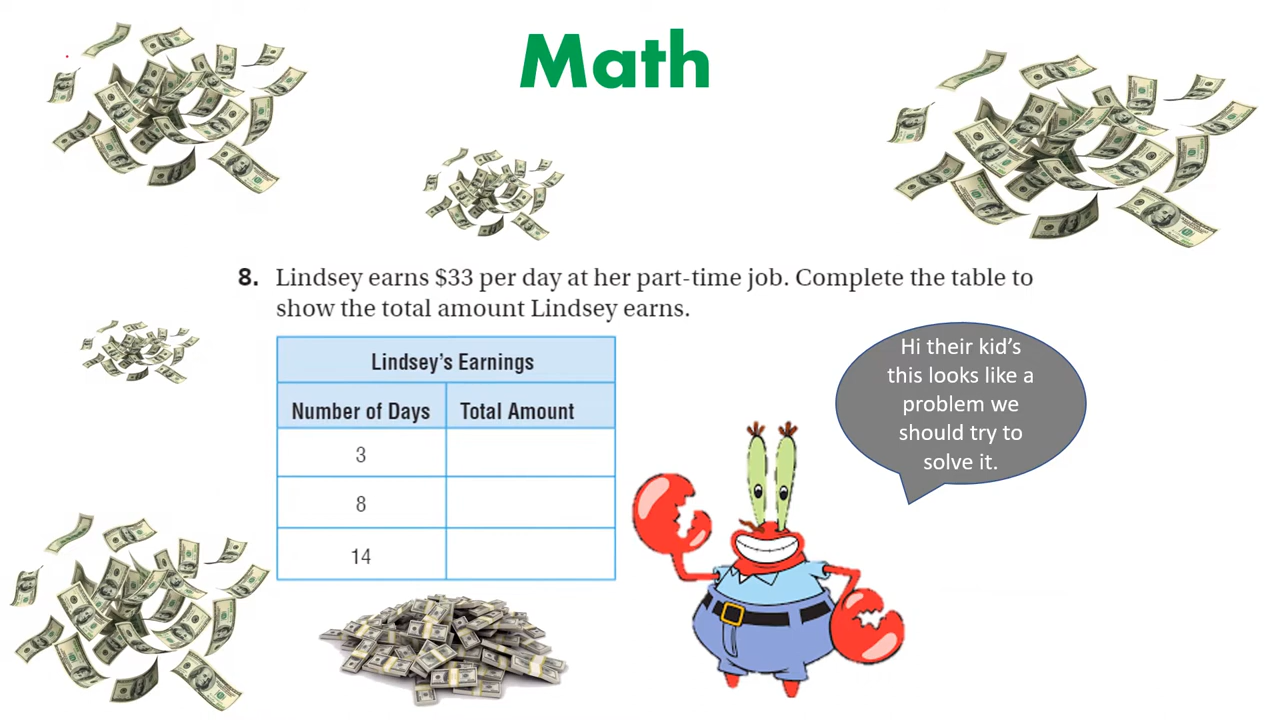 Math
8. Lindsey earns $33 per day at her part-time job. Complete the table to
show the total amount Lindsey earns.
Lindsey's Earnings
Number of Days Total Amount
3
8
14
Hi their kid's
this looks like a
problem we
should try to
solve it.